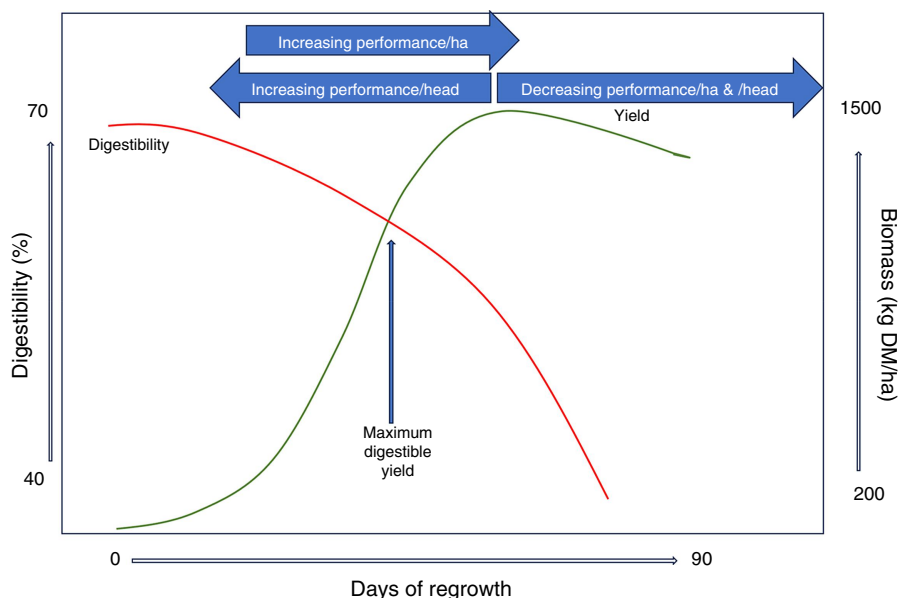 Increasing performance/ha
Increasing performance/head
Decreasing performance/ha & /head
70
1500
Yield
Digestibility
Digestibility (%)
Biomass (kg DM/ha)
Maximum
digestible
yield
40
200
0
90
Days of regrowth